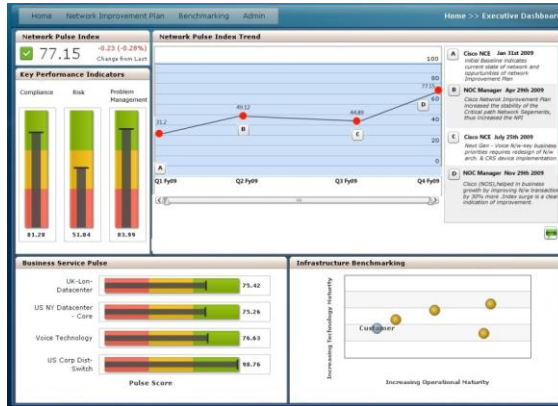 Home Network Improvement Plan Benchmarking Admin
Home >> Executive Dashboar
Network Pulse Index
77.15
-0.23 (-0.28%)
Change from Last
Key Performance Indicators
Compliance
Risk
Problem
Management
81.28
51.04
83.99
Network Pulse Index Trend
100
80
60
40
20
0
31.2
49.12
44.89
77.15
A
B
C
D
Q1 Fy09
Q2 Fy09
Q3 Fy09
Q4 Fy09
A
Cisco NCE Jan 31st 2009
Initial Baseline indicates
current state of network and
opportunities of network
Improvement Plan
B
NOC Manager Apr 29th 2009
Cisco Network Improvement Plan
increased the stability of the
Critical path Network Segements,
thus increased the NPI
C
Cisco NCE July 25th 2009
Next Gen - Voice N/w-key business
priorities requires redesign of N/w
arch. & CRS device implementation
D
NOC Manager Nov 29th 2009
Cisco (NOS),helped in business
growth by improving N/w transaction
by 30% more .Index surge is a clear
indication of improvement.
Business Service Pulse
UK-Lon-
Datacenter
75.42
US NY Datacenter
- Core
75.26
Voice Technology
76.63
US Corp Dist-
Switch
98.76
Pulse Score
Infrastructure Benchmarking
Increasing Technology Maturity
Customer
Increasing Operational Maturity